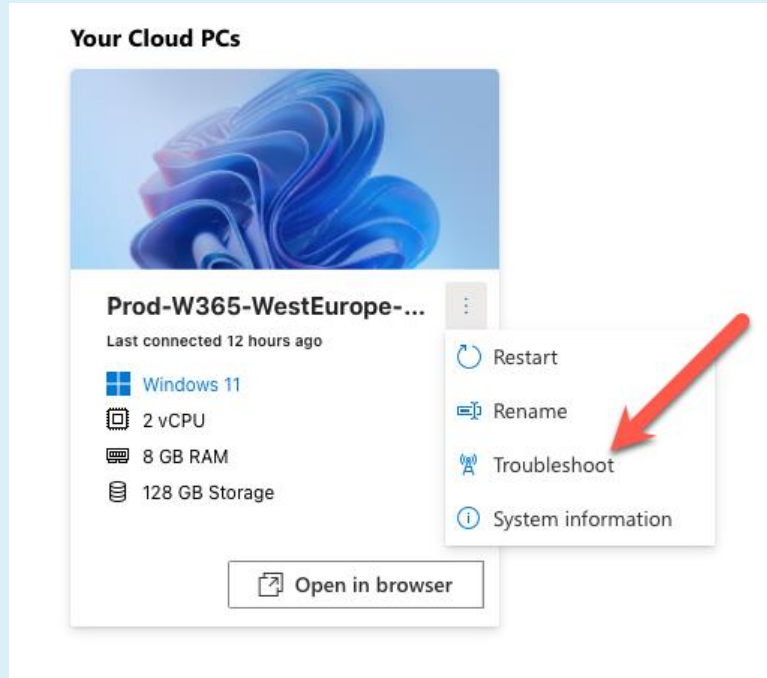 Your Cloud PCs
Prod-W365-WestEurope-...
Last connected 12 hours ago
Windows 11
2 vCPU
8 GB RAM
128 GB Storage
Restart
Rename
Troubleshoot
System information
Open in browser